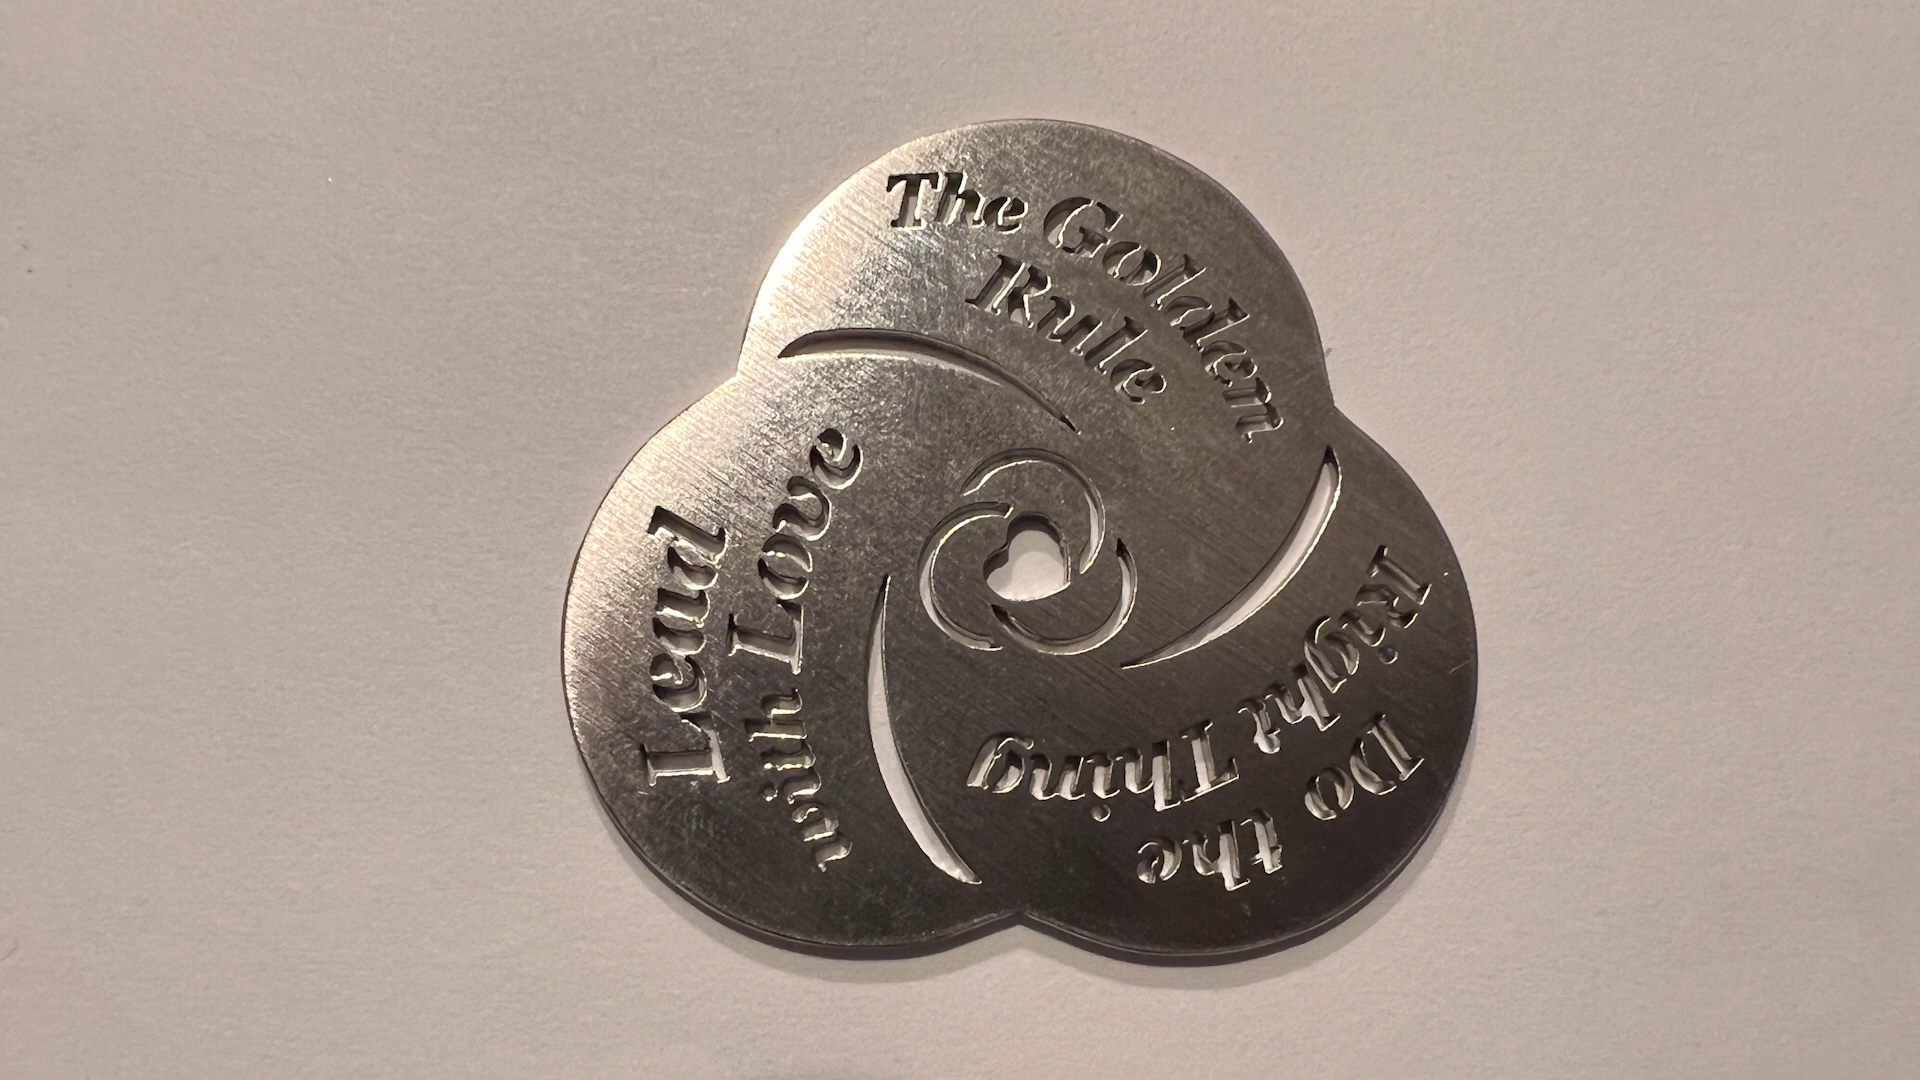 The Golden
Rule
Do the
Right Thing
Lead
with Love